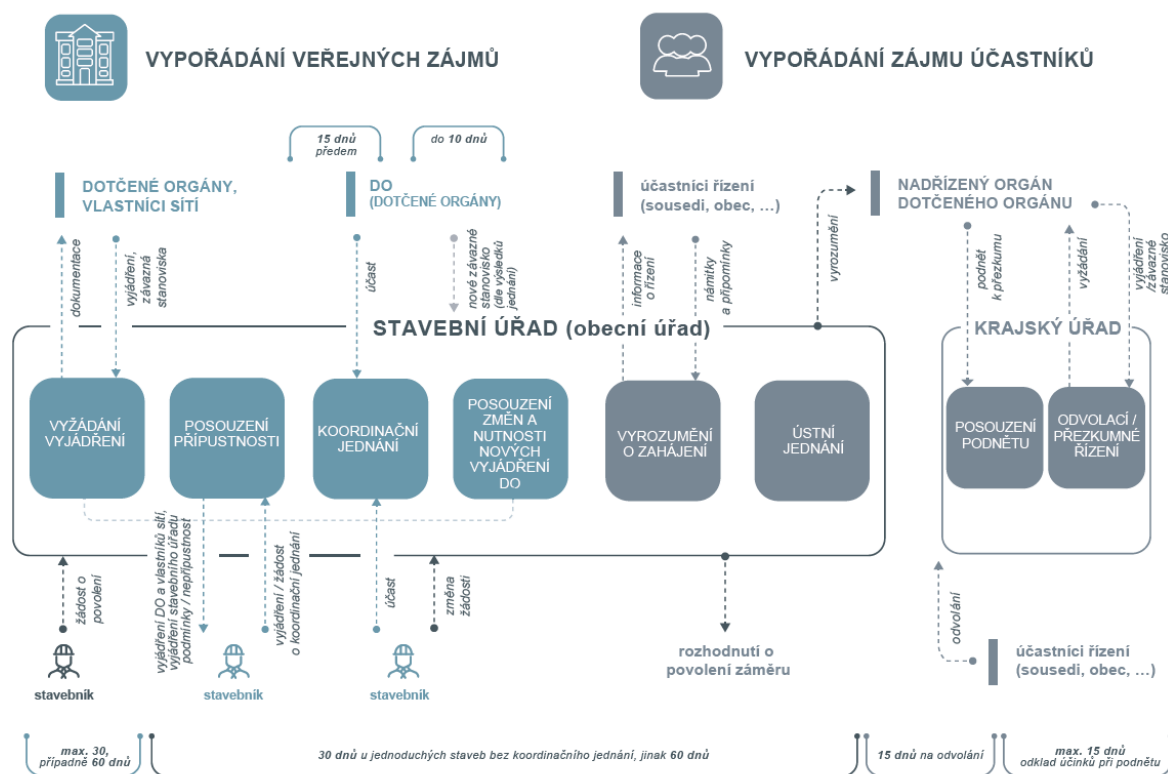 VYPOŘÁDÁNÍ VEŘEJNÝCH ZÁJMŮ
VYPOŘÁDÁNÍ ZÁJMU ÚČASTNÍKŮ
15 dnů
předem
do 10 dnů
DOTČENÉ ORGÁNY,
VLASTNÍCI SÍTÍ
DO
(DOTČENÉ ORGÁNY)
účastníci řízení
(sousedi, obec, …)
NADŘÍZENÝ ORGÁN
DOTČENÉHO ORGÁNU
dokumentace
vyjádření,
závazná
stanoviska
účast
nové závazné
stanovisko
(dle výsledků
jednání)
informace
o řízení
námitky
a připomínky
vyrozumění
podnět
k přezkumu
vyžádání
vyjádření
/závazné
stanovisko
STAVEBNÍ ÚŘAD (obecní úřad)
KRAJSKÝ ÚŘAD
VYŽÁDÁNÍ
VYJÁDŘENÍ
POSOUZENÍ
PŘÍPUSTNOSTI
KOORDINAČNÍ
JEDNÁNÍ
POSOUZENÍ
ZMĚN A
NUTNOSTI
NOVÝCH
VYJÁDŘENÍ
DO
VYROZUMĚNÍ
O ZAHÁJENÍ
ÚSTNÍ
JEDNÁNÍ
POSOUZENÍ
PODNĚTU
ODVOLACÍ /
PŘEZKUMNÉ
ŘÍZENÍ
žádost o
povolení
vyjádření DO a vlastníků sítí,
vyjádření stavebního úřadu
podmínky / nepřípustnost
vyjádření / žádost
o koordinační jednání
účast
změna
žádosti
odvolání
stavebník
stavebník
stavebník
rozhodnutí o
povolení záměru
účastníci řízení
(sousedi, obec, …)
max. 30,
případně 60 dnů
30 dnů u jednoduchých staveb bez koordinačního jednání, jinak 60 dnů
15 dnů na odvolání
max. 15 dnů
odklad účinků při podnětu